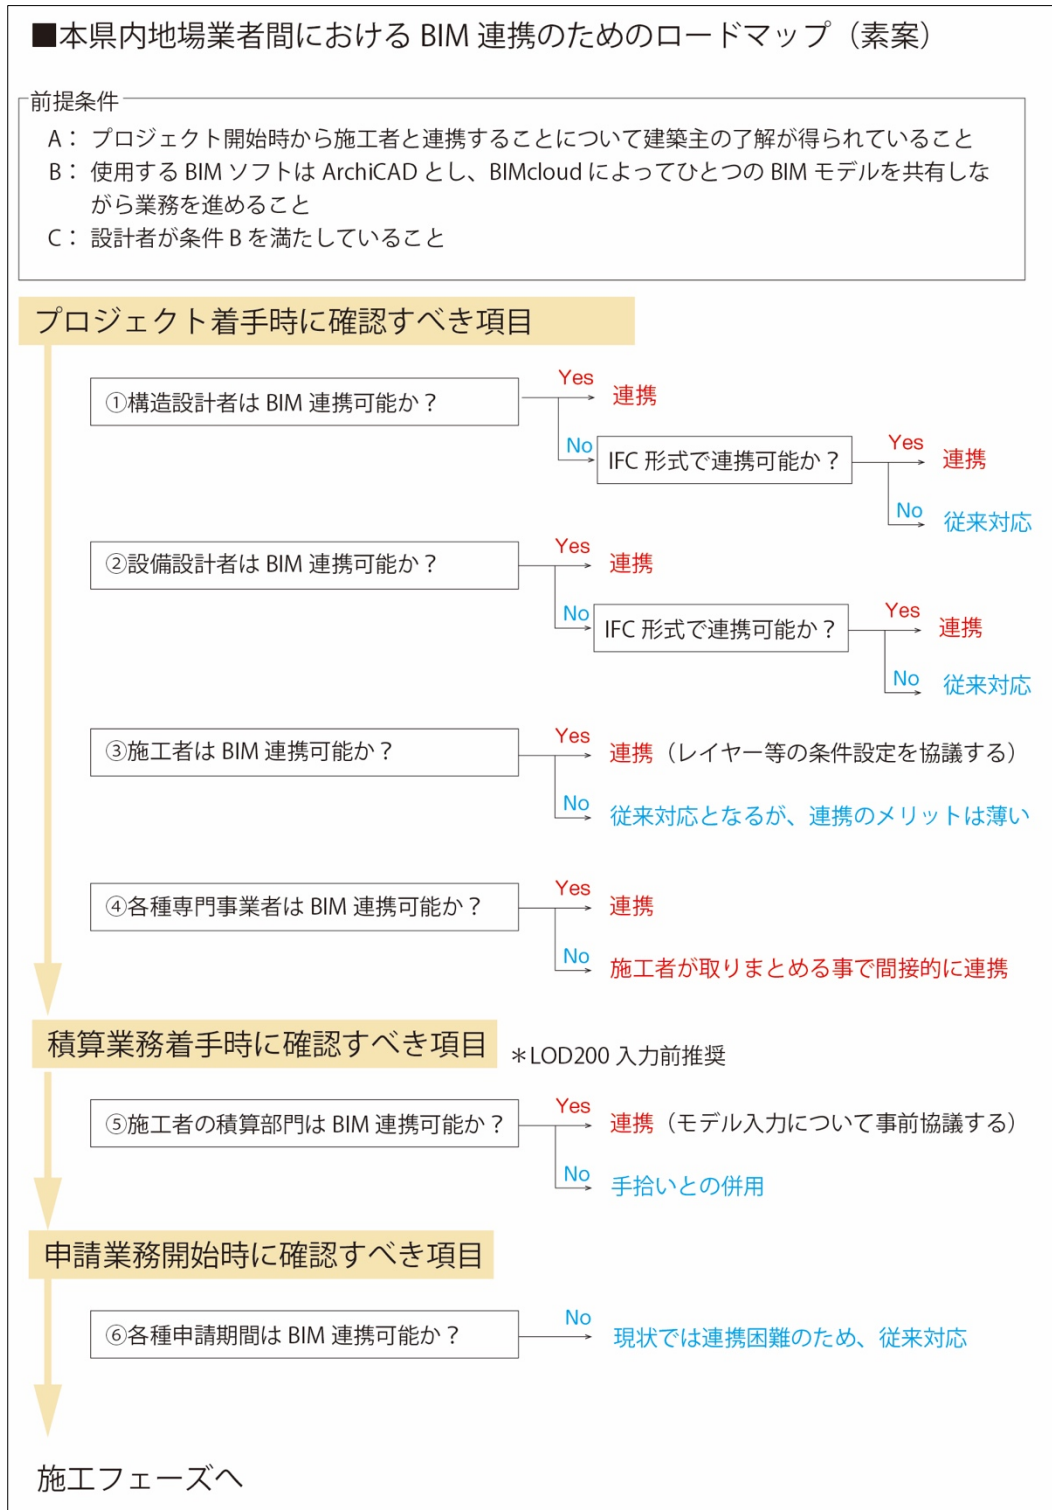 ■本県内地場業者間における BIM 連携のためのロードマップ（素案）
前提条件
A： プロジェクト開始時から施工者と連携することについて建築主の了解が得られていること
B： 使用する BIM ソフトは ArchiCAD とし、BIMcloud によってひとつの BIM モデルを共有しな
がら業務を進めること
C： 設計者が条件 B を満たしていること
プロジェクト着手時に確認すべき項目
①構造設計者は BIM 連携可能か？
Yes
連携
No
IFC 形式で連携可能か？
Yes
連携
No
従来対応
②設備設計者は BIM 連携可能か？
Yes
連携
No
IFC 形式で連携可能か？
Yes
連携
No
従来対応
③施工者は BIM 連携可能か？
Yes
連携（レイヤー等の条件設定を協議する）
No
従来対応となるが、連携のメリットは薄い
④各種専門事業者は BIM 連携可能か？
Yes
連携
No
施工者が取りまとめる事で間接的に連携
積算業務着手時に確認すべき項目 ＊LOD200 入力前推奨
⑤施工者の積算部門は BIM 連携可能か？
Yes
連携（モデル入力について事前協議する）
No
手拾いとの併用
申請業務開始時に確認すべき項目
⑥各種申請期間は BIM 連携可能か？
No
現状では連携困難のため、従来対応
施工フェーズへ